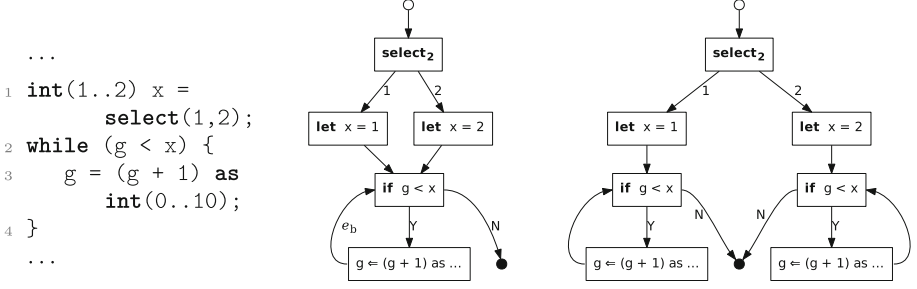 ...
1 int(1..2) x =
select(1,2);
2 while (g < x) {
3 g = (g + 1) as
int(0..10);
4 }
...
select2
1 2
let x = 1 let x = 2
if g < x
eb Y N
g ⇐ (g + 1) as ...
select2
1 2
let x = 1 let x = 2
if g < x if g < x
Y N N Y
g ⇐ (g + 1) as ... g ⇐ (g + 1) as ...